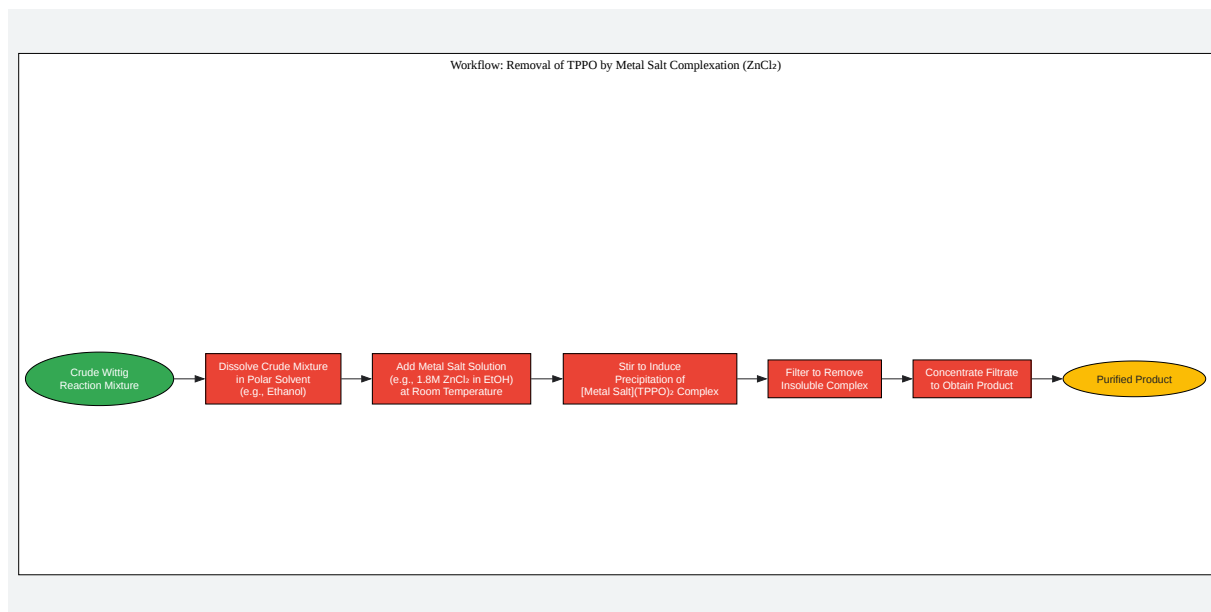 Workflow: Removal of TPPO by Metal Salt Complexation (ZnCl₂)
Crude Wittig
Reaction Mixture
Dissolve Crude Mixture
in Polar Solvent
(e.g., Ethanol)
Add Metal Salt Solution
(e.g., 1.8M ZnCl₂ in EtOH)
at Room Temperature
Stir to Induce
Precipitation of
[Metal Salt](TPPO)₂ Complex
Filter to Remove
Insoluble Complex
Concentrate Filtrate
to Obtain Product
Purified Product